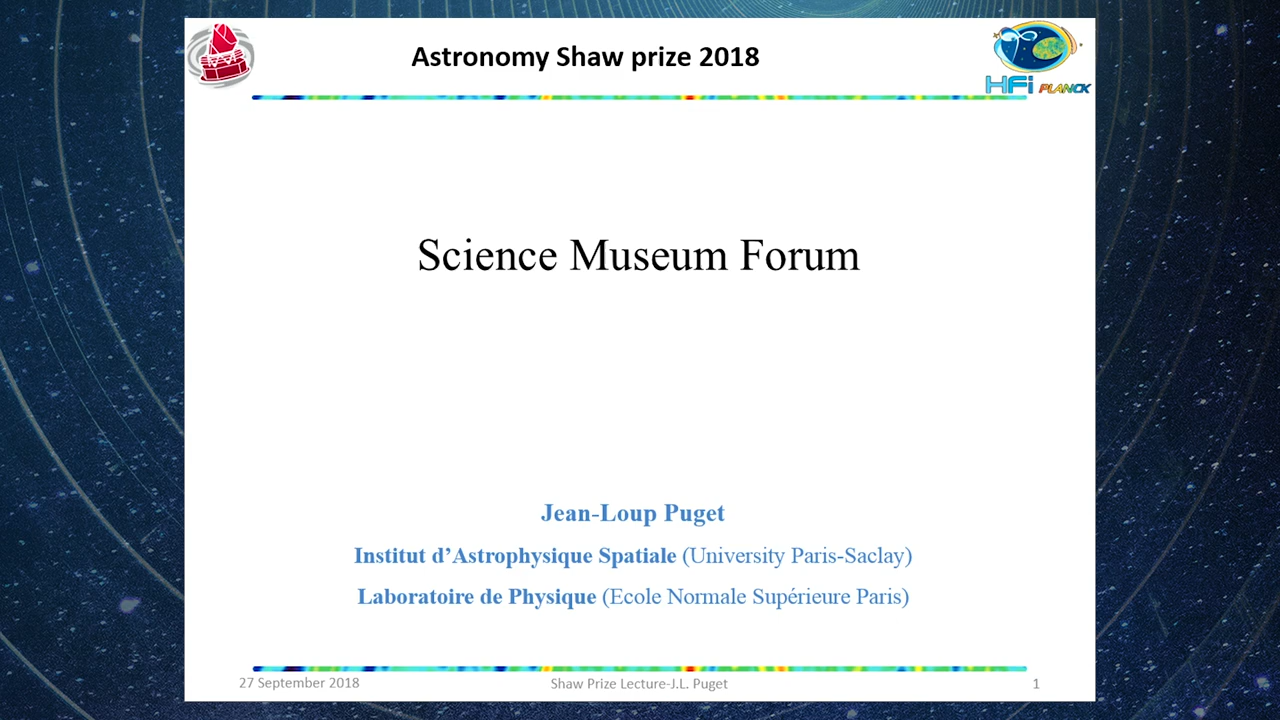 Astronomy Shaw prize 2018
HFi PLANCK
Science Museum Forum
Jean-Loup Puget
Institut d’Astrophysique Spatiale (University Paris-Saclay)
Laboratoire de Physique (Ecole Normale Supérieure Paris)
27 September 2018
Shaw Prize Lecture-J.L. Puget
1